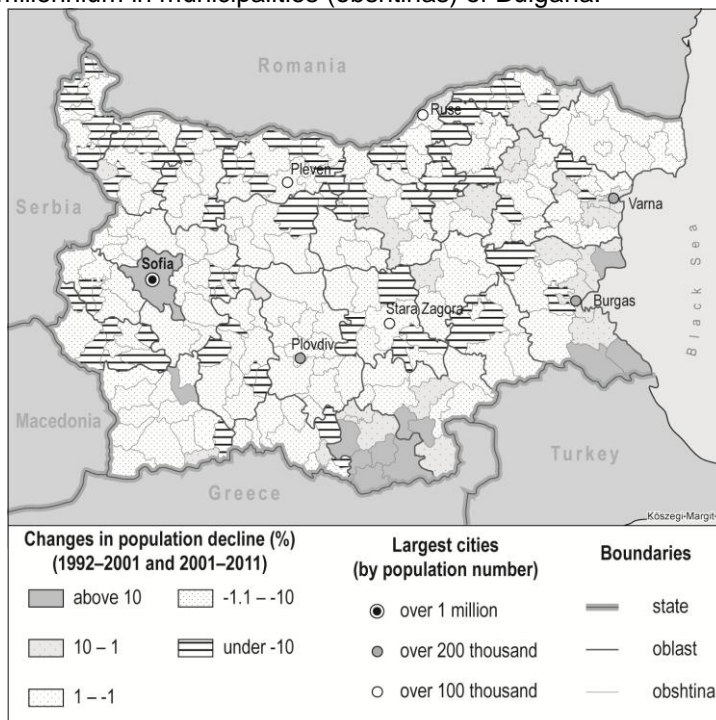 millennium in municipalities (obshtinas) of Bulgaria.
Romania
Ruse
Pleven
Serbia
Varna
Black Sea
Sofia
Burgas
Stara Zagora
Plovdiv
Macedonia
Turkey
Greece
Kőszegi-Margit-
Changes in population decline (%)
(1992–2001 and 2001–2011)
above 10
10 – 1
1 – -1
-1.1 – -10
under -10
Largest cities
(by population number)
over 1 million
over 200 thousand
over 100 thousand
Boundaries
state
oblast
obshtina